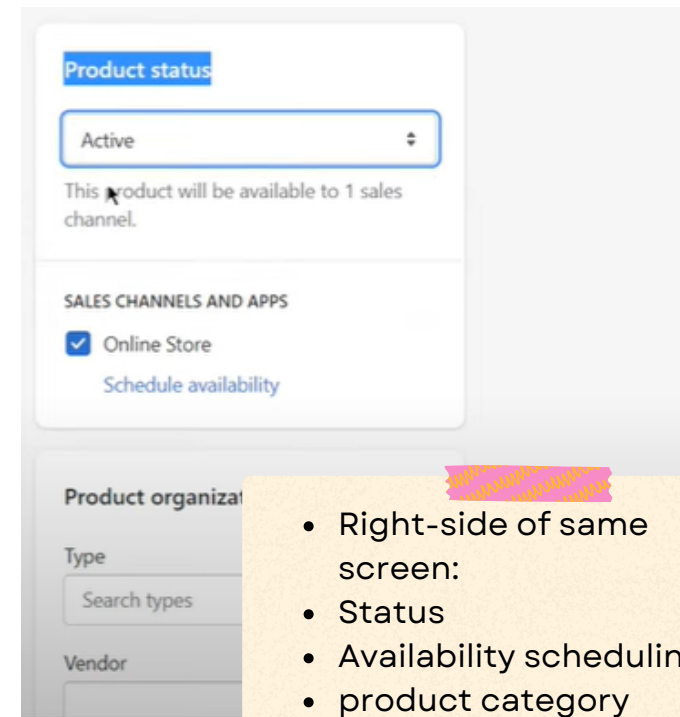 Product status
Active
This product will be available to 1 sales
channel.
SALES CHANNELS AND APPS
Online Store
Schedule availability
Product organizat
Type
Search types
Vendor
• Right-side of same
screen:
• Status
• Availability schedulin
• product category